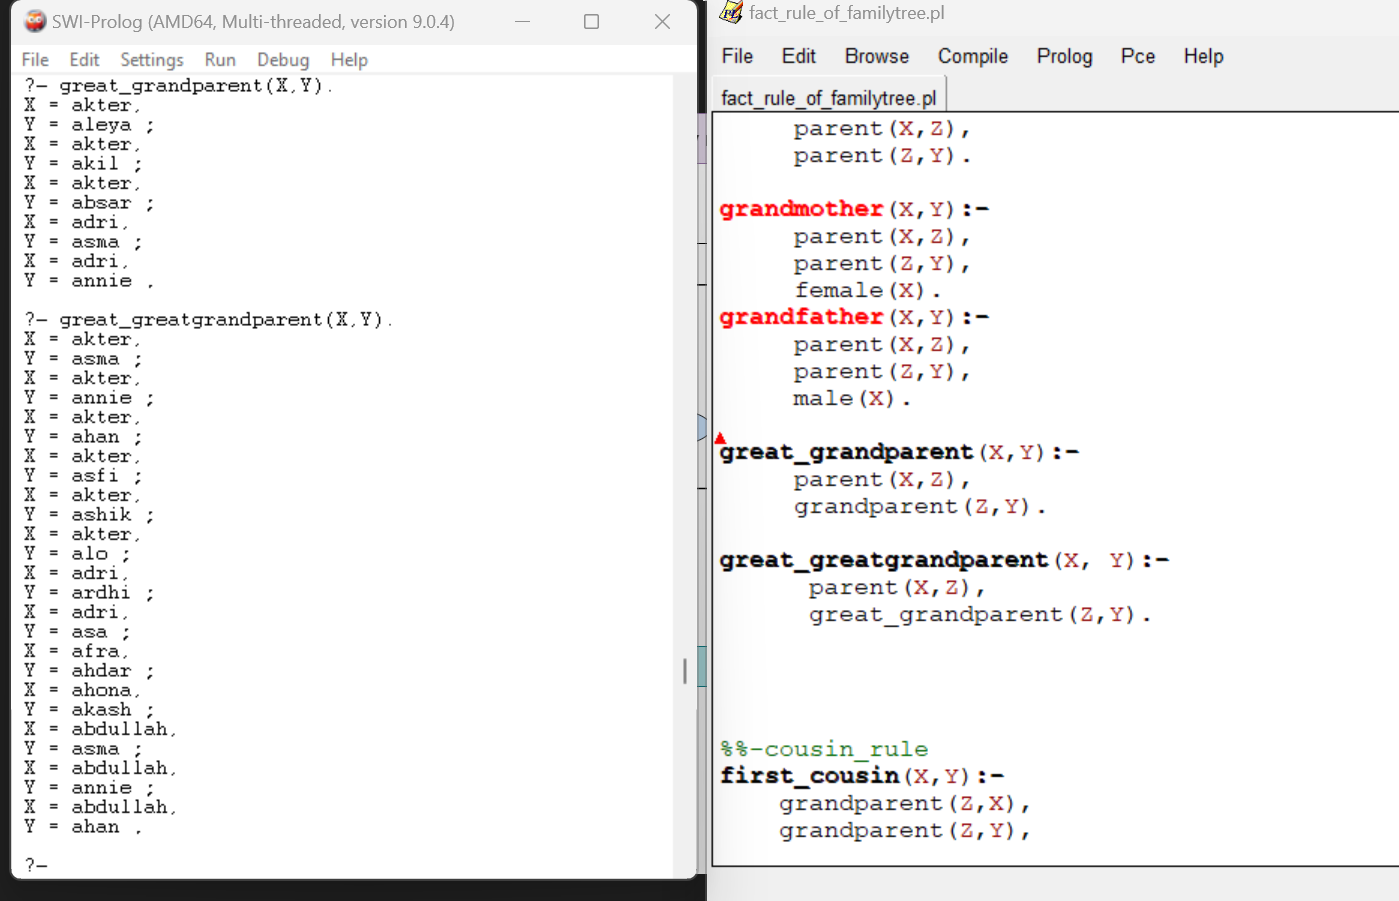 SWI-Prolog (AMD64, Multi-threaded, version 9.0.4)
File Edit Settings Run Debug Help
?- great_grandparent(X,Y).
X = akter,
Y = aleya ;
X = akter,
Y = akil ;
X = akter,
Y = absar ;
X = adri,
Y = asma ;
X = adri,
Y = annie .
?- great_greatgrandparent(X,Y).
X = akter,
Y = asma ;
X = akter,
Y = annie ;
X = akter,
Y = ahan ;
X = akter,
Y = asfi ;
X = akter,
Y = ashik ;
X = akter,
Y = alo ;
X = adri,
Y = ardhi ;
X = adri,
Y = asa ;
X = afra,
Y = ahdar ;
X = ahona,
Y = akash ;
X = abdullah,
Y = asma ;
X = abdullah,
Y = annie ;
X = abdullah,
Y = ahan .
?-
fact_rule_of_familytree.pl
File Edit Browse Compile Prolog Pce Help
fact_rule_of_familytree.pl
parent(X,Z),
parent(Z,Y).
grandmother(X,Y):-
parent(X,Z),
parent(Z,Y),
female(X).
grandfather(X,Y):-
parent(X,Z),
parent(Z,Y),
male(X).
great_grandparent(X,Y):-
parent(X,Z),
grandparent(Z,Y).
great_greatgrandparent(X, Y):-
parent(X,Z),
great_grandparent(Z,Y).
%%-cousin_rule
first_cousin(X,Y):-
grandparent(Z,X),
grandparent(Z,Y),